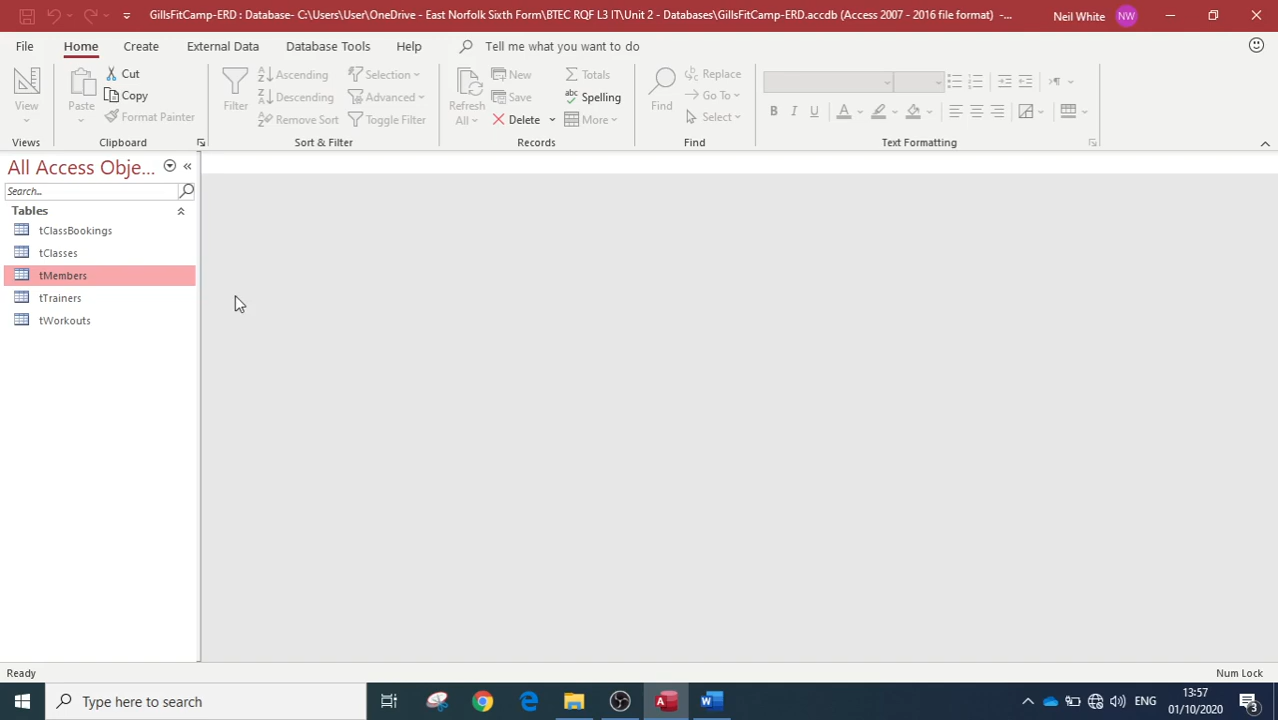 GillsFitCamp-ERD : Database- C:\Users\User\OneDrive - East Norfolk Sixth Form\BTEC RQF L3 IT\Unit 2 - Databases\GillsFitCamp-ERD.accdb (Access 2007 - 2016 file format) -...
Neil White
NW
File Home Create External Data Database Tools Help Tell me what you want to do
View
Views
Paste
Cut
Copy
Format Painter
Clipboard
Filter
Ascending
Descending
Remove Sort
Selection
Advanced
Toggle Filter
Sort & Filter
Refresh
All
New
Save
Delete
Totals
Spelling
More
Records
Find
Replace
Go To
Select
Find
B I U A
Text Formatting
All Access Obje...
Search...
Tables
tClassBookings
tClasses
tMembers
tTrainers
tWorkouts
Ready
Num Lock
Type here to search
ENG
13:57
01/10/2020
3